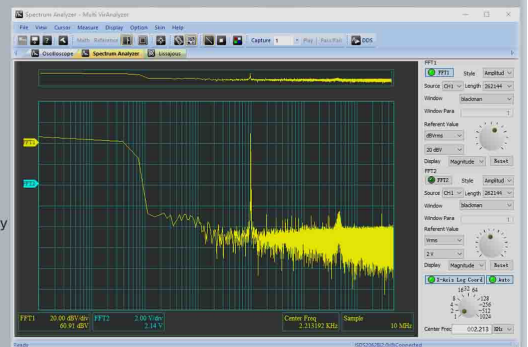 Spectrum Analyzer - Multi VirAnalyzer
File View Cursor Measure Display Option Skin Help
Math Reference Capture 1 Play Pass/Fail DDS
Oscilloscope Spectrum Analyzer Lissajous
y
FFT1
FFT2
FFT1 20.00 dBV/div FFT2 2.00 V/div
60.91 dBV 2.14 V
Center Freq Sample
2.213192 KHz 10 MHz
FFT1
FFT1 Style Amplitud
Source CH1 Length 262144
Window blackman
Window Para 1
Referent Value
dBVrms
20 dBV
Display Magnitude Reset
FFT2
FFT2 Style Amplitud
Source CH1 Length 262144
Window blackman
Window Para 1
Referent Value
Vrms
2 V
Display Magnitude Reset
X-Axis Log Coord Auto
16 32 64
8 128
4 256
2 512
1 1024
Center Freq 002.213 KHz
Ready